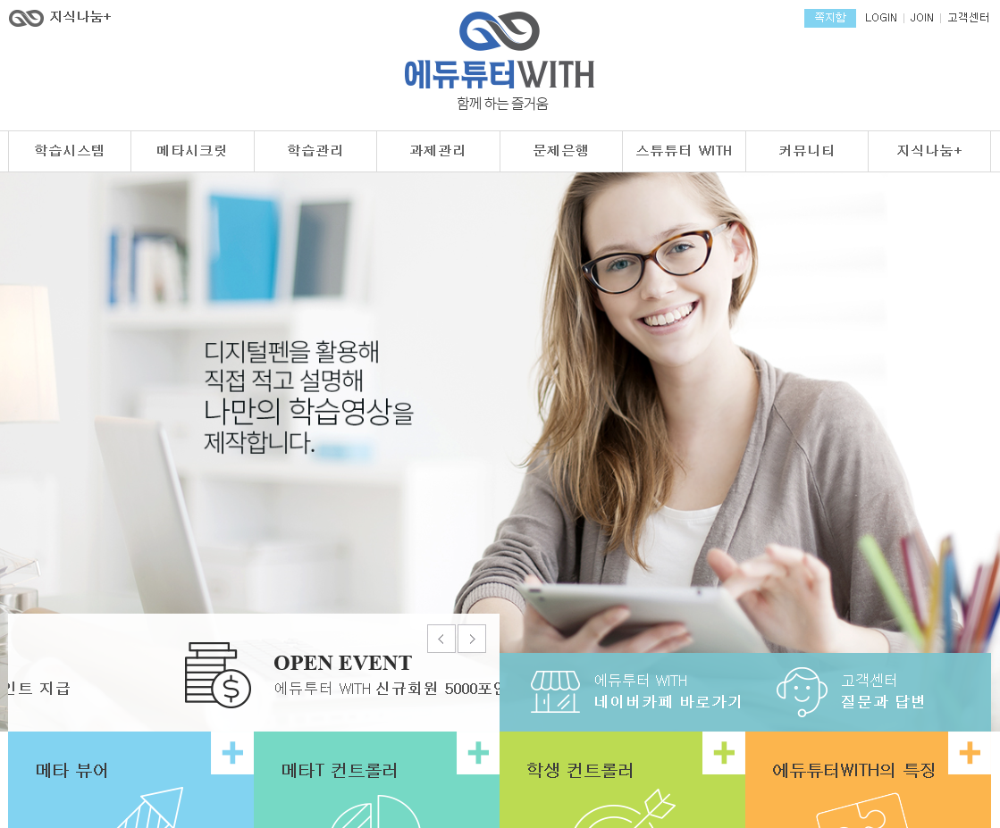 지식나눔+
쪽지함 LOGIN JOIN 고객센터
에듀튜터WITH
함께 하는 즐거움
학습시스템 메타시크릿 학습관리 과제관리 문제은행 스튜튜터 WITH 커뮤니티 지식나눔+
디지털펜을 활용해
직접 적고 설명해
나만의 학습영상을
제작합니다.
인트 지급
OPEN EVENT
에듀투터 WITH 신규회원 5000포인
에듀투터 WITH
네이버카페 바로가기
고객센터
질문과 답변
메타 뷰어
메타T 컨트롤러
학생 컨트롤러
에듀튜터WITH의 특징